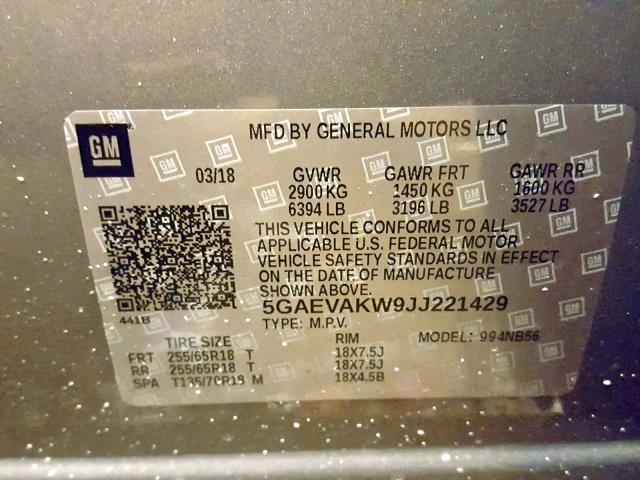 GM
MFD BY GENERAL MOTORS LLC
03/18 GVWR GAWR FRT GAWR RR
2900 KG 1450 KG 1600 KG
6394 LB 3196 LB 3527 LB
THIS VEHICLE CONFORMS TO ALL
APPLICABLE U.S. FEDERAL MOTOR
VEHICLE SAFETY STANDARDS IN EFFECT
ON THE DATE OF MANUFACTURE
SHOWN ABOVE.
5GAEVAKW9JJ221429
441B
TYPE: M.P.V. MODEL: 994NB56
TIRE SIZE RIM
FRT 255/65R18 T 18X7.5J
RR 255/65R18 T 18X7.5J
SPA T135/70R18 M 18X4.5B